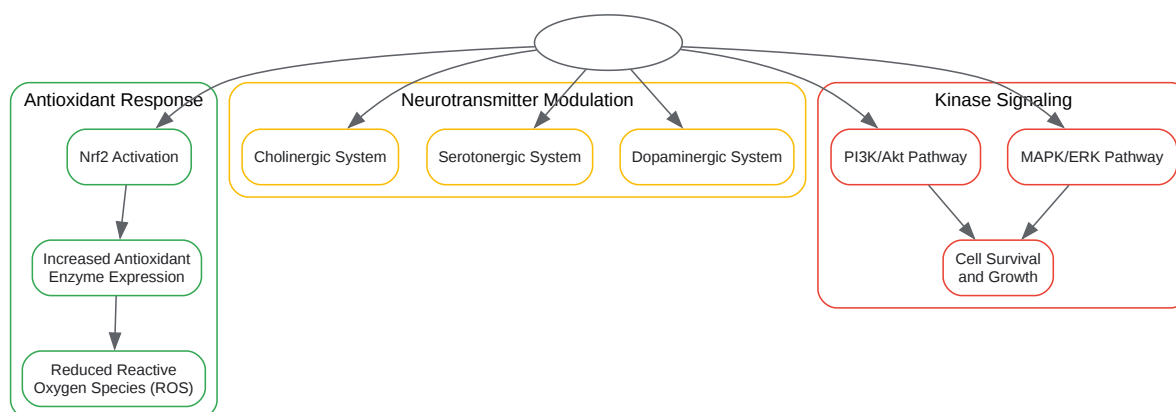 Antioxidant Response
Neurotransmitter Modulation
Kinase Signaling
Nrf2 Activation
Cholinergic System
Serotonergic System
Dopaminergic System
PI3K/Akt Pathway
MAPK/ERK Pathway
Increased Antioxidant
Enzyme Expression
Cell Survival
and Growth
Reduced Reactive
Oxygen Species (ROS)